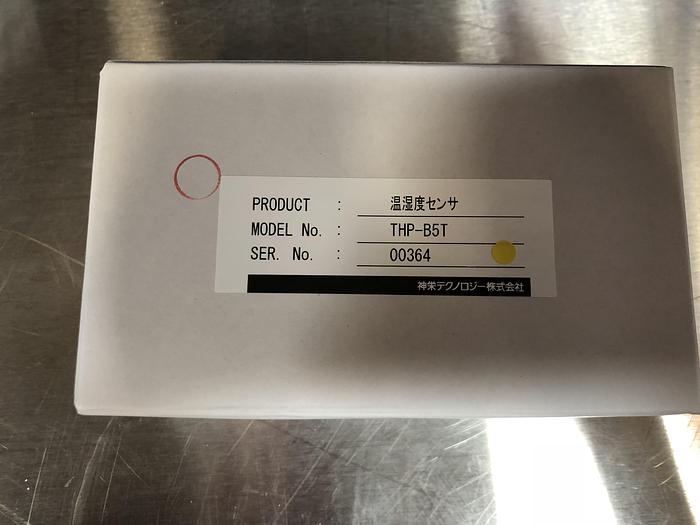 PRODUCT : 温湿度センサ
MODEL No. : THP-B5T
SER. No. : 00364
神栄テクノロジー株式会社